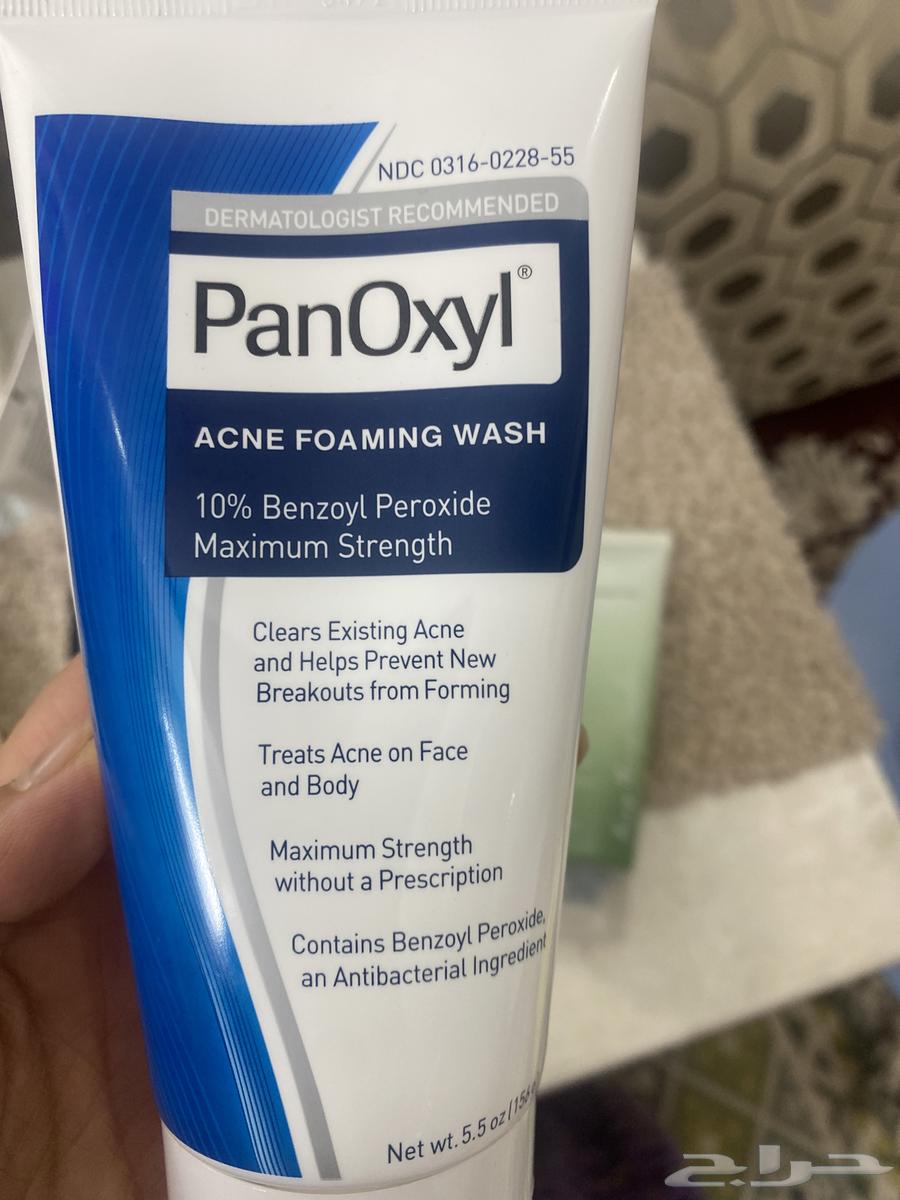 NDC 0316-0228-55
DERMATOLOGIST RECOMMENDED
PanOxyl®
ACNE FOAMING WASH
10% Benzoyl Peroxide
Maximum Strength
Clears Existing Acne
and Helps Prevent New
Breakouts from Forming
Treats Acne on Face
and Body
Maximum Strength
without a Prescription
Contains Benzoyl Peroxide,
an Antibacterial Ingredient
Net wt. 5.5 oz (156
حراج